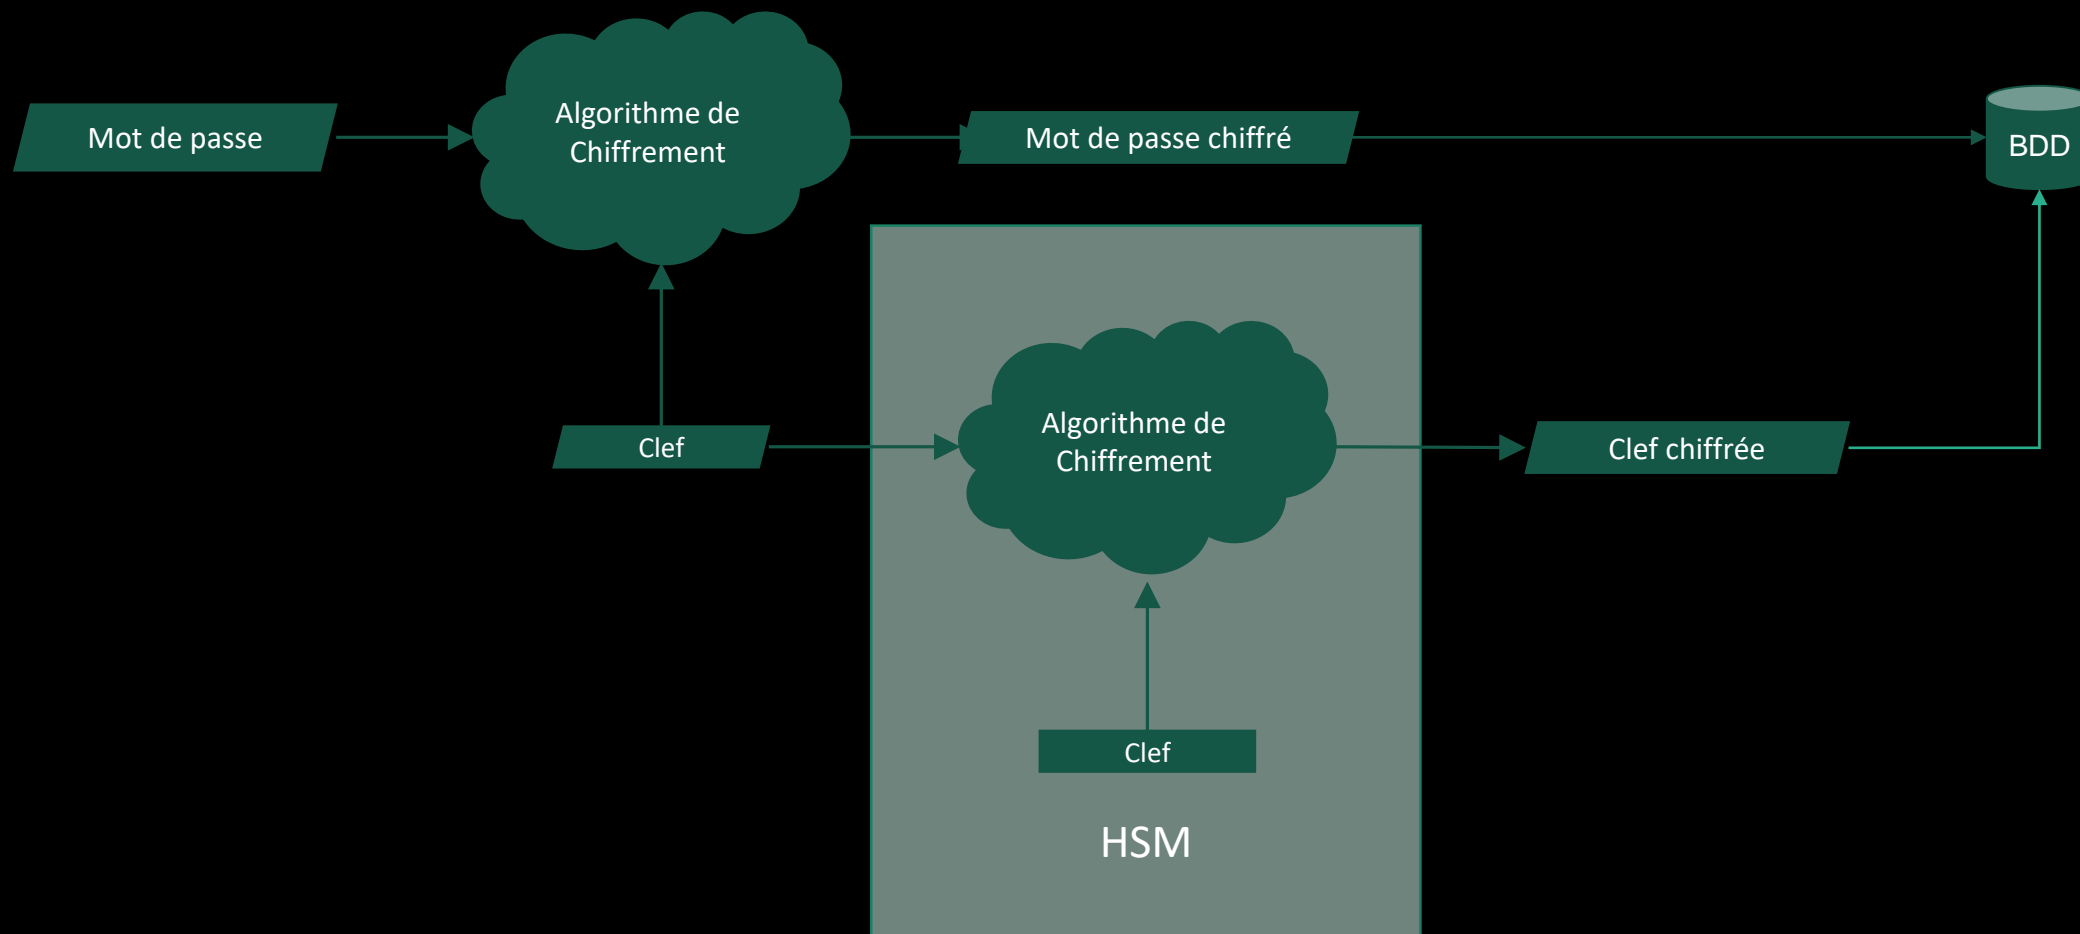 Mot de passe
Algorithme de
Chiffrement
Mot de passe chiffré
BDD
Clef
Algorithme de
Chiffrement
Clef chiffrée
Clef
HSM